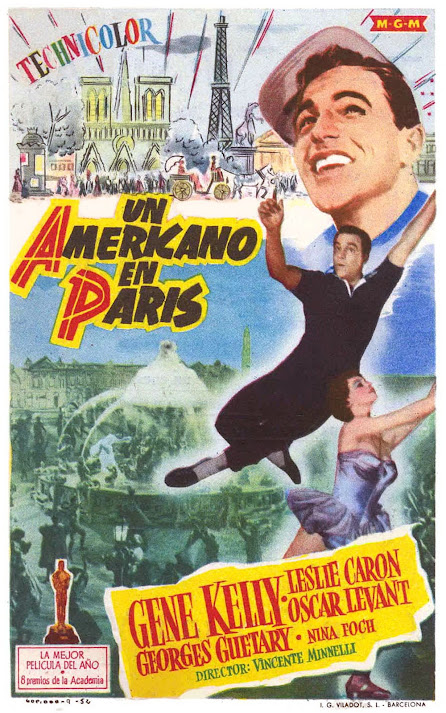 TECHNICOLOR
M-G-M
UN
AMERICANO
EN
PARIS
GENE KELLY · LESLIE CARON
OSCAR LEVANT
GEORGES GUETARY · NINA FOCH
DIRECTOR: VINCENTE MINNELLI
LA MEJOR
PELICULA DEL AÑO
8 premios de la Academia
I. G. VILADOT, S. L. - BARCELONA